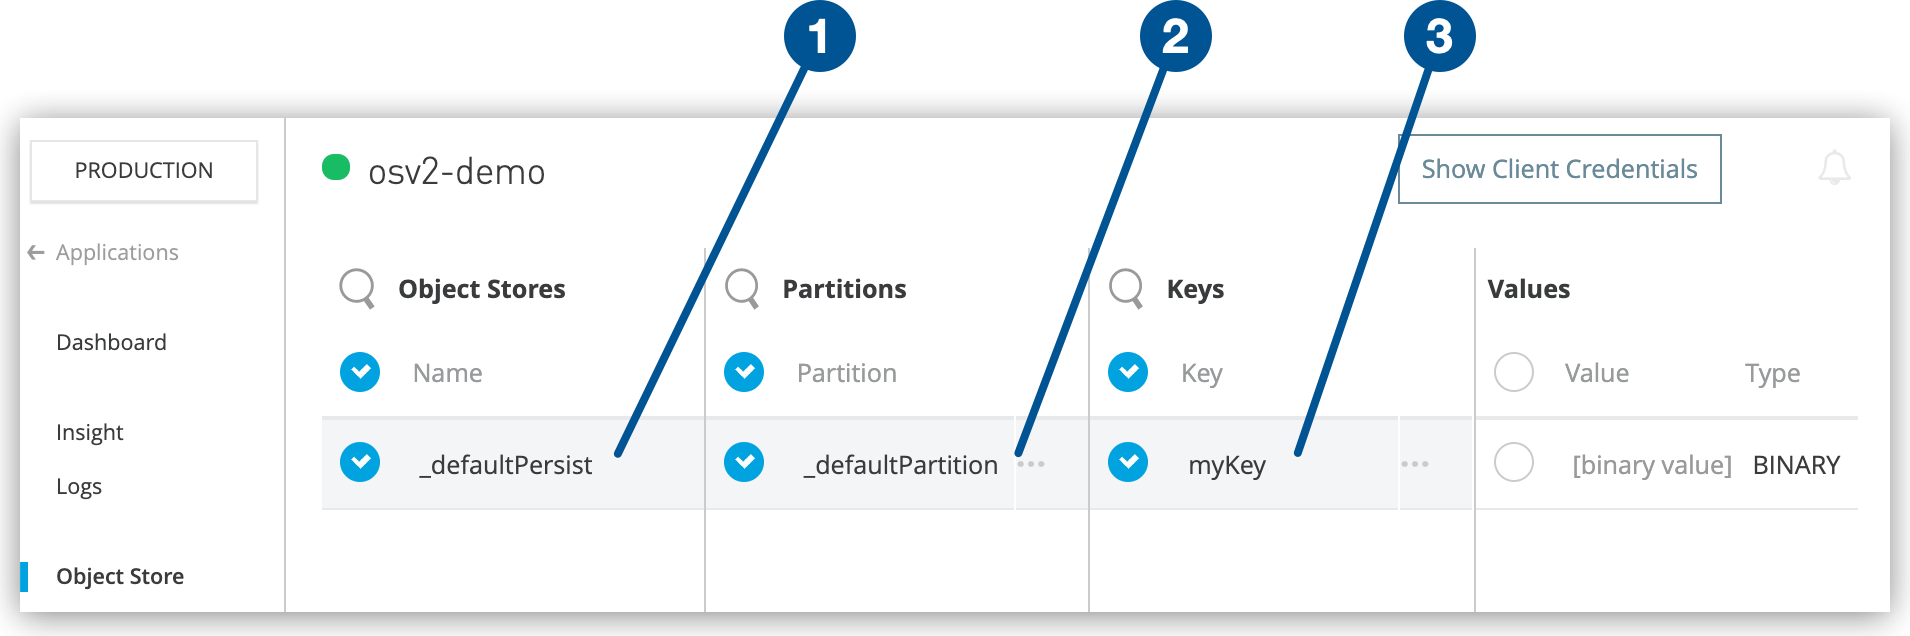 1 2 3
PRODUCTION
osv2-demo
Show Client Credentials
Applications
Object Stores Partitions Keys Values
Dashboard
Name Partition Key Value Type
Insight
_defaultPersist _defaultPartition ... myKey ... [binary value] BINARY
Logs
Object Store